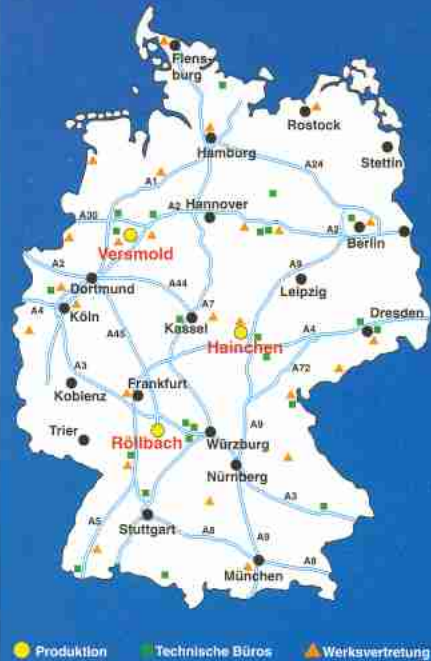 Flens-
burg
Rostock
Hamburg
Stettin
A24
A1
A30
A2
Hannover
A2
Berlin
Versmold
A2
Dortmund
A44
A9
Leipzig
A4
Köln
A45
A7
Kassel
Dresden
Hainchen
A4
A3
A72
Koblenz
Frankfurt
Trier
Röllbach
Würzburg
A9
Nürnberg
A3
A5
Stuttgart
A8
A9
A8
München
Produktion
Technische Büros
Werksvertretung